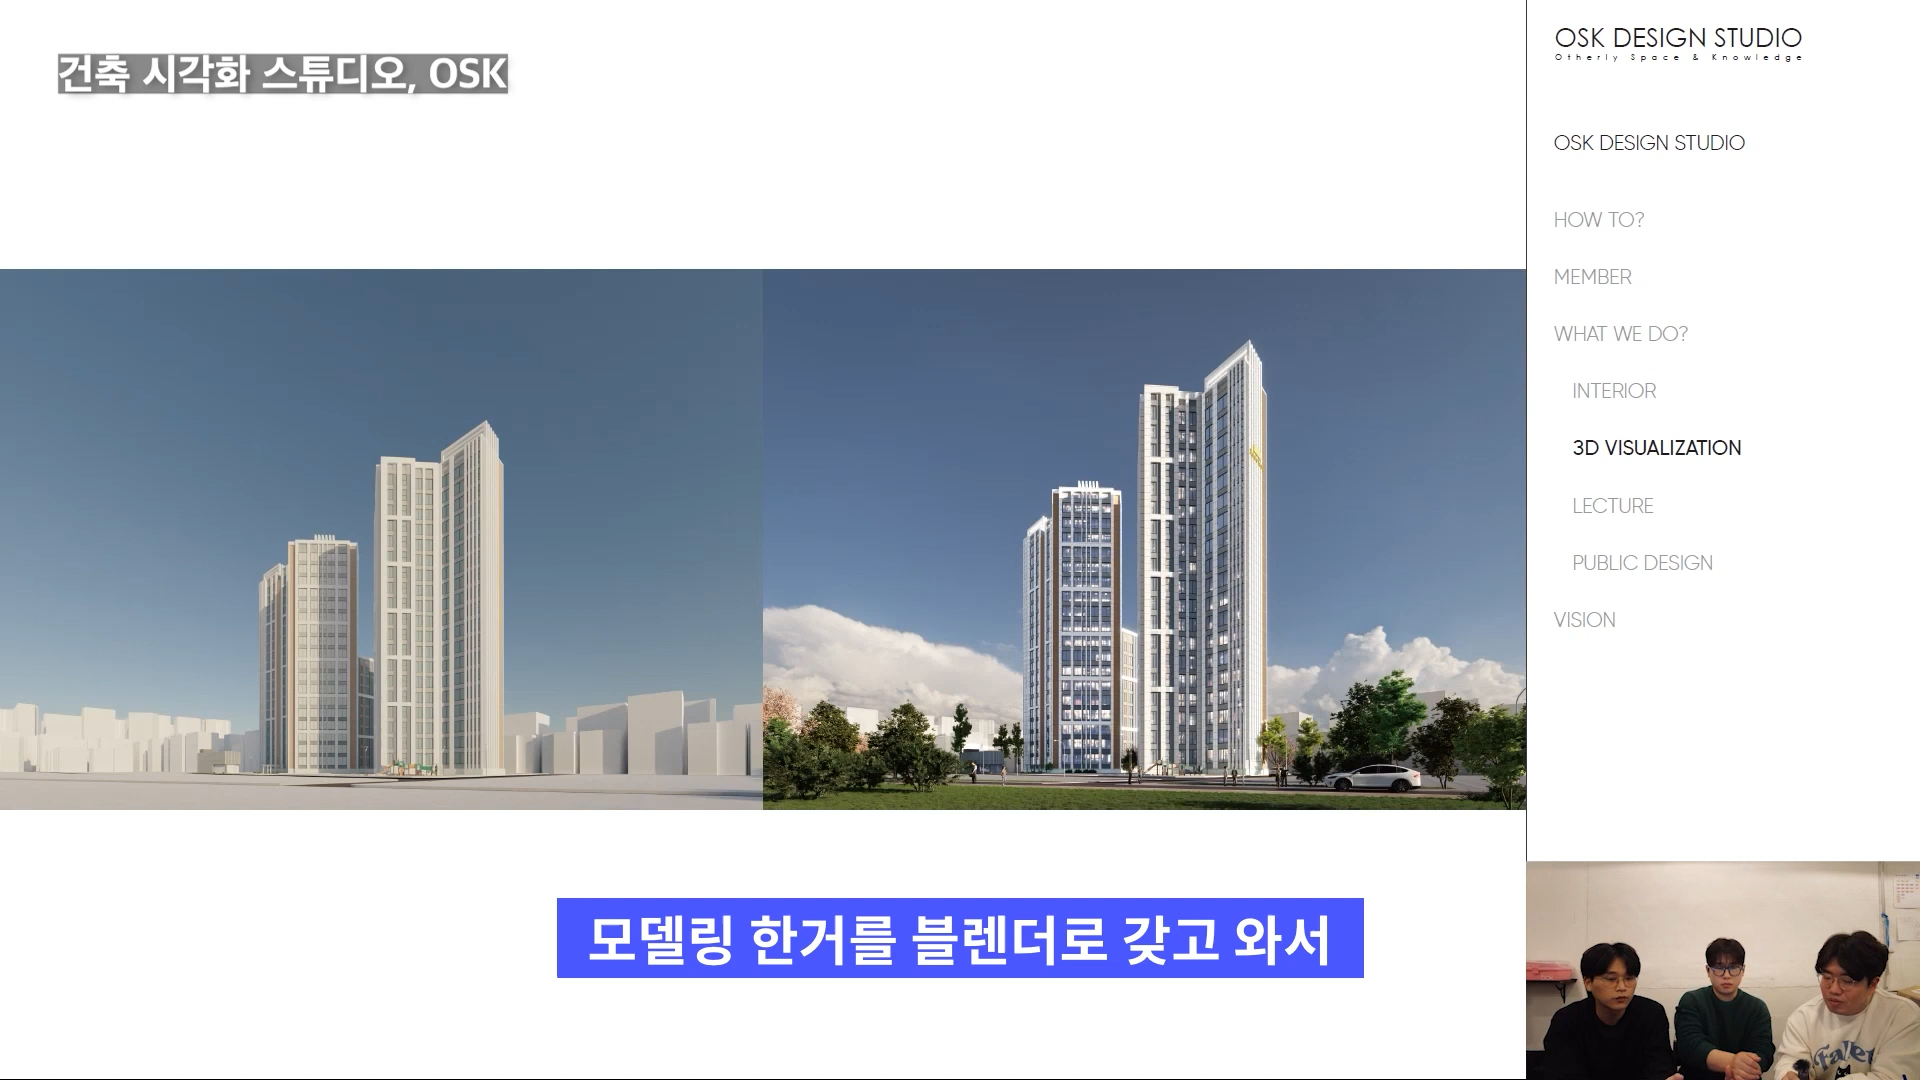 건축 시각화 스튜디오, OSK
OSK DESIGN STUDIO
Otherly Space & Knowledge
OSK DESIGN STUDIO
HOW TO?
MEMBER
WHAT WE DO?
INTERIOR
3D VISUALIZATION
LECTURE
PUBLIC DESIGN
VISION
모델링 한거를 블렌더로 갖고 와서